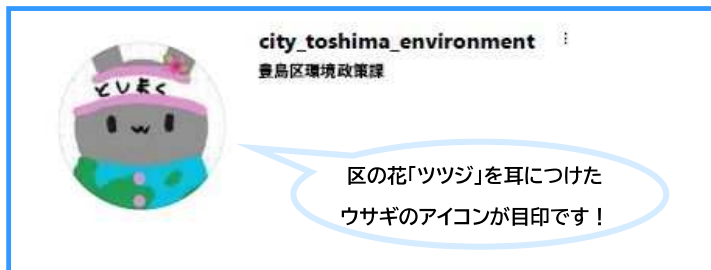 city_toshima_environment
豊島区環境政策課
としまく
区の花「ツツジ」を耳につけた
ウサギのアイコンが目印です！